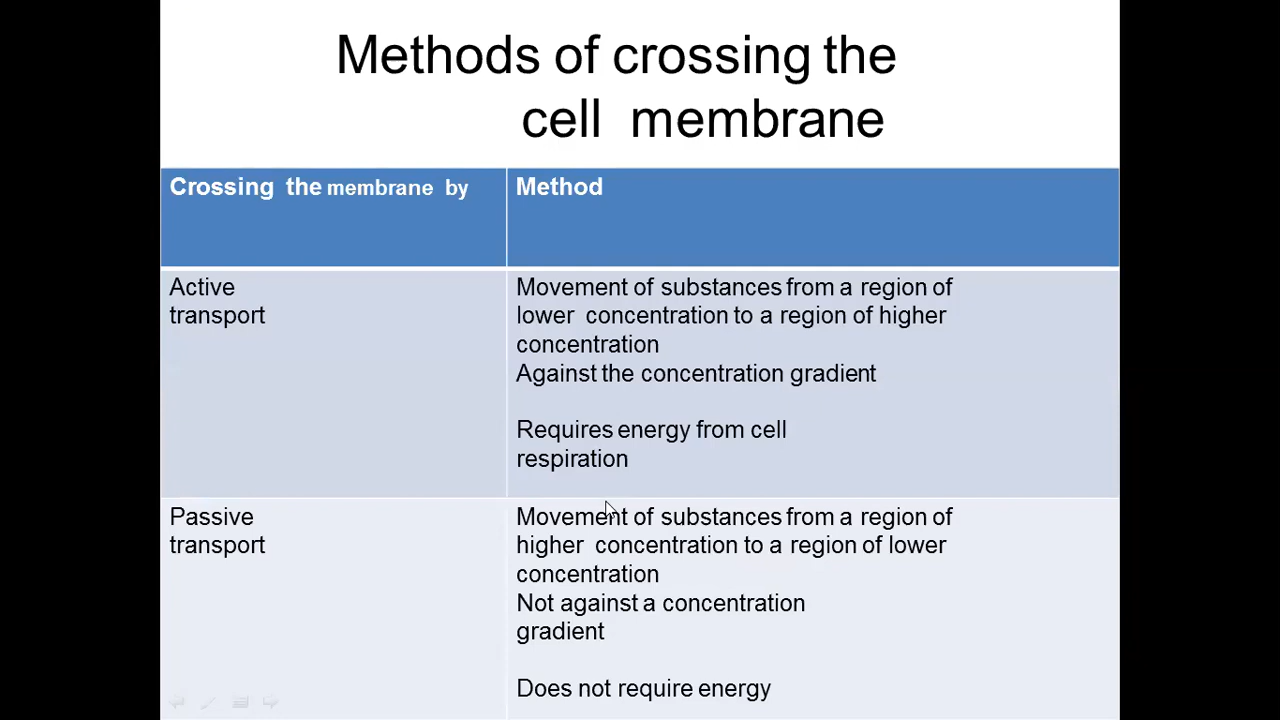 Methods of crossing the
cell membrane
Crossing the membrane by
Method
Active
transport
Movement of substances from a region of
lower concentration to a region of higher
concentration
Against the concentration gradient
Requires energy from cell
respiration
Passive
transport
Movement of substances from a region of
higher concentration to a region of lower
concentration
Not against a concentration
gradient
Does not require energy